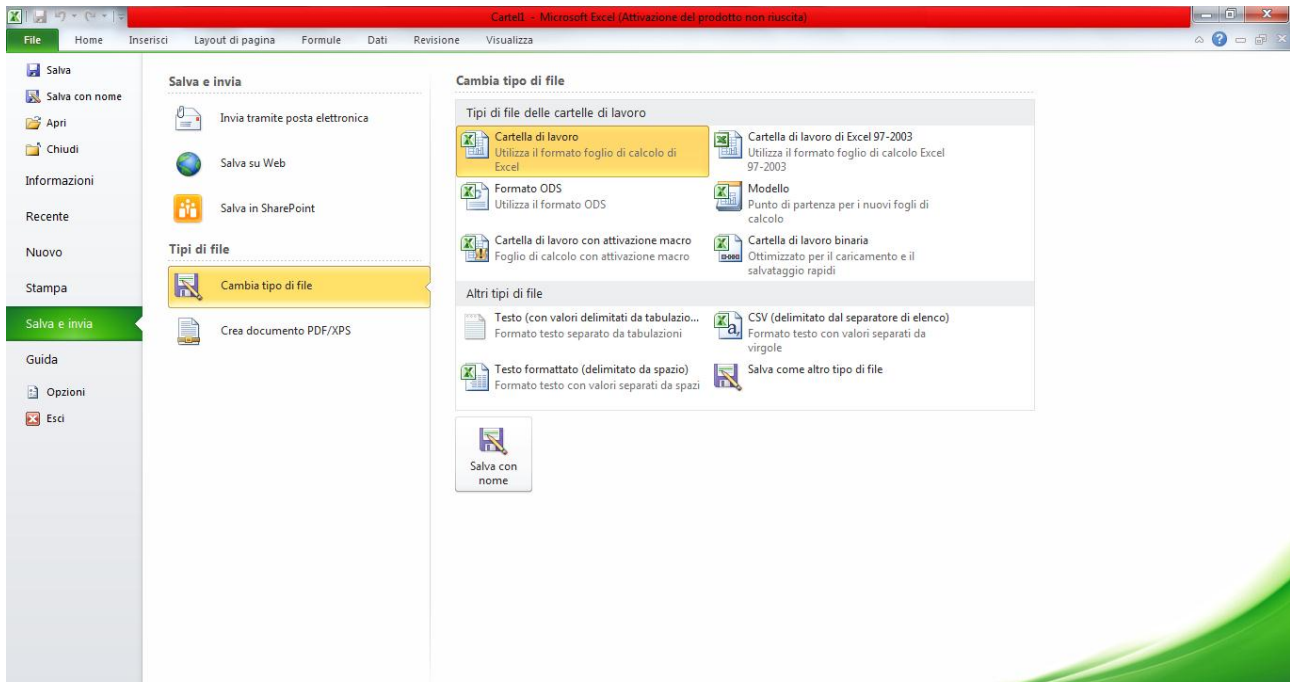 Cartel1 - Microsoft Excel (Attivazione del prodotto non riuscita)
File Home Inserisci Layout di pagina Formule Dati Revisione Visualizza
Salva
Salva con nome
Apri
Chiudi
Informazioni
Recente
Nuovo
Stampa
Salva e invia
Guida
Opzioni
Esci
Salva e invia
Invia tramite posta elettronica
Salva su Web
Salva in SharePoint
Tipi di file
Cambia tipo di file
Crea documento PDF/XPS
Cambia tipo di file
Tipi di file delle cartelle di lavoro
Cartella di lavoro
Utilizza il formato foglio di calcolo di
Excel
Cartella di lavoro di Excel 97-2003
Utilizza il formato foglio di calcolo Excel
97-2003
Formato ODS
Utilizza il formato ODS
Modello
Punto di partenza per i nuovi fogli di
calcolo
Cartella di lavoro con attivazione macro
Foglio di calcolo con attivazione macro
Cartella di lavoro binaria
Ottimizzato per il caricamento e il
salvataggio rapidi
Altri tipi di file
Testo (con valori delimitati da tabulazio...
Formato testo separato da tabulazioni
CSV (delimitato dal separatore di elenco)
Formato testo con valori separati da
virgole
Testo formattato (delimitato da spazio)
Formato testo con valori separati da spazi
Salva come altro tipo di file
Salva con
nome